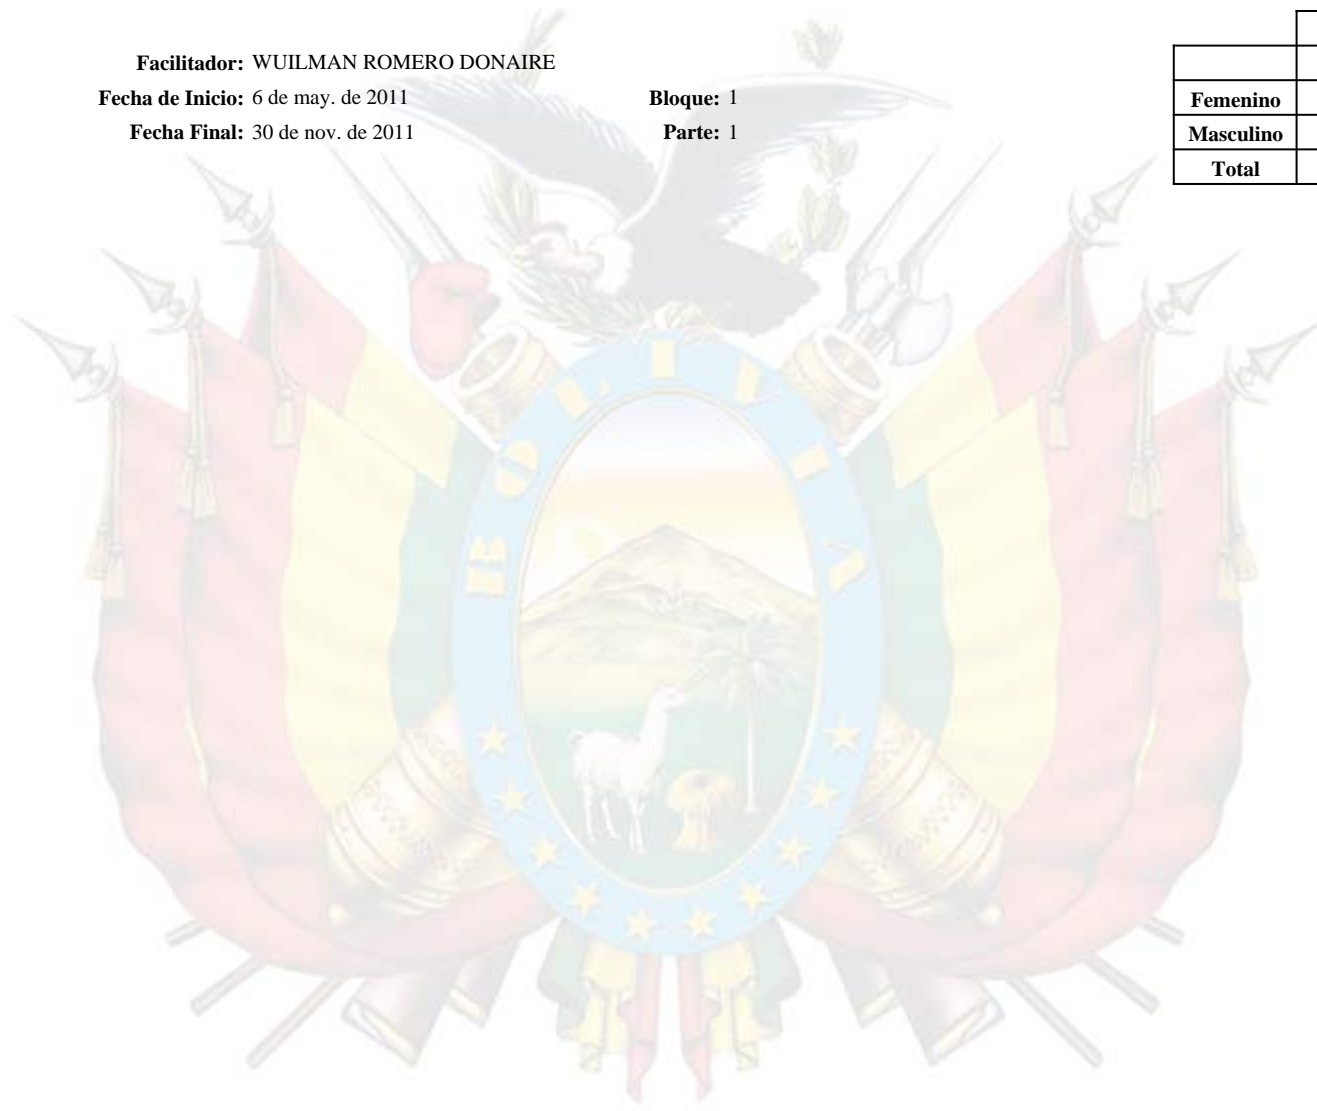 Facilitador: WUILMAN ROMERO DONAIRE
Fecha de Inicio: 6 de may. de 2011 Bloque: 1
Femenino
Fecha Final: 30 de nov. de 2011 Parte: 1
Masculino
Total
BOLIVIA